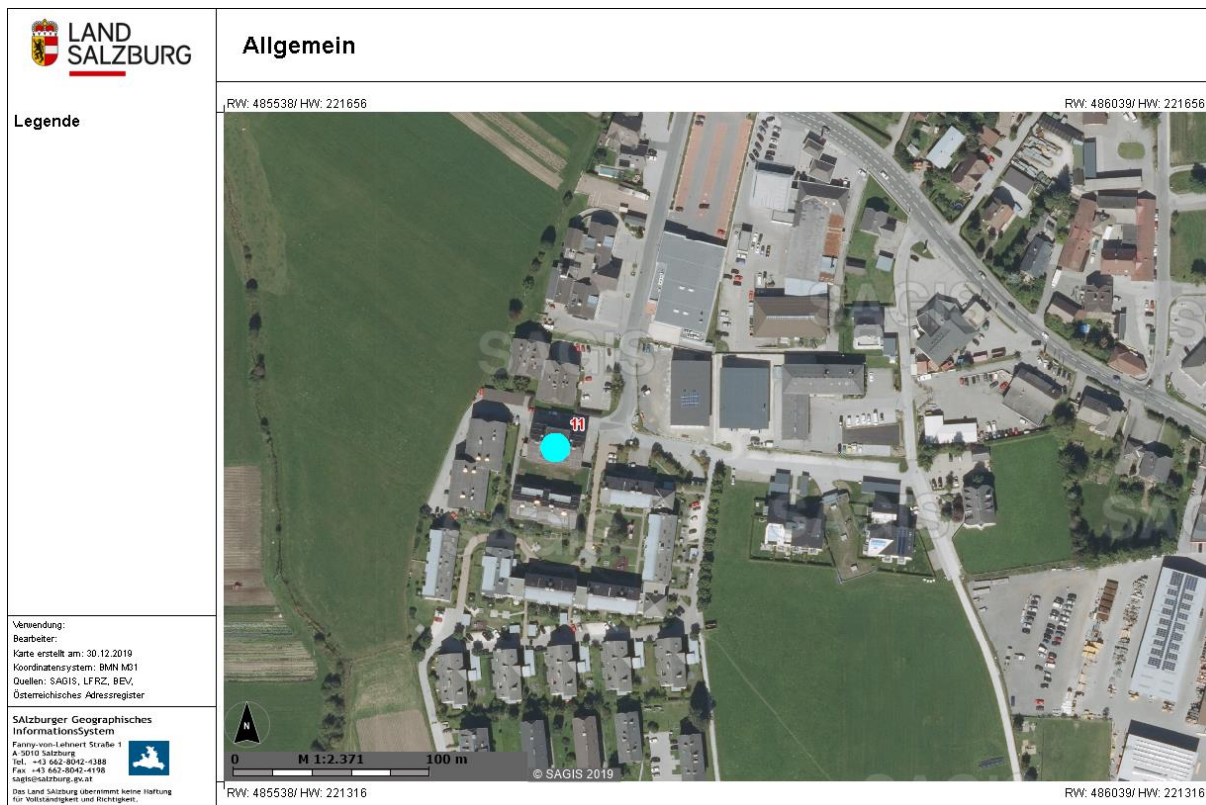 LAND
SALZBURG
Allgemein
Legende
RW: 485538/ HW: 221656
RW: 486039/ HW: 221656
SAGIS
SAGIS
SAGIS
SAGIS
11
Verwendung:
Bearbeiter:
Karte erstellt am: 30.12.2019
Koordinatensystem: BMN M31
Quellen: SAGIS, LFRZ, BEV,
Österreichisches Adressregister
SAlzburger Geographisches
InformationsSystem
Fanny-von-Lehnert Straße 1
A-5010 Salzburg
Tel. +43 662-8042-4388
Fax +43 662-8042-4198
sagis@salzburg.gv.at
Das Land Salzburg übernimmt keine Haftung
für Vollständigkeit und Richtigkeit.
N
0 M 1:2.371 100 m
© SAGIS 2019
RW: 485538/ HW: 221316
RW: 486039/ HW: 221316